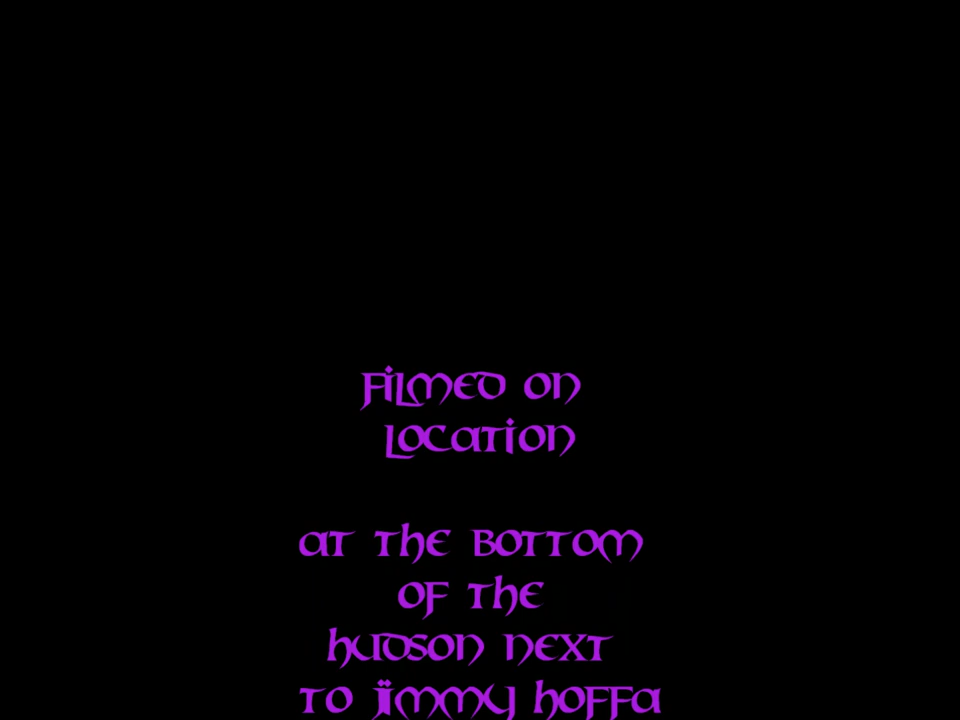 Filmed on
Location
at the Bottom
of the
Hudson next
to Jimmy Hoffa